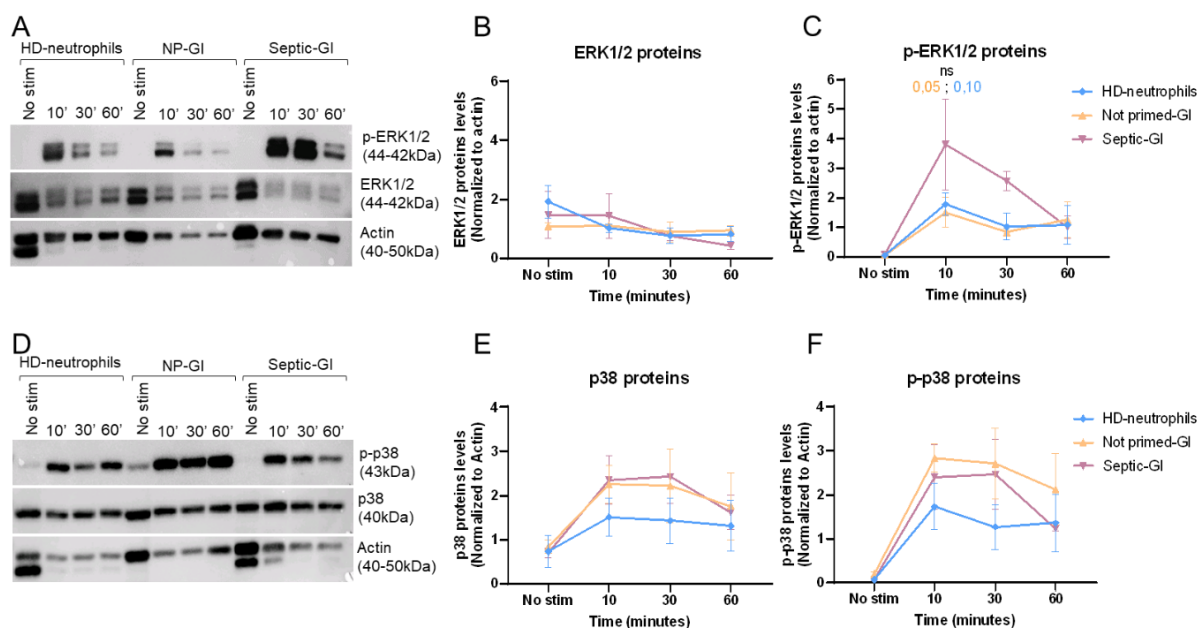 A
HD-neutrophils NP-GI Septic-GI
No stim 10’ 30’ 60’ No stim 10’ 30’ 60’ No stim 10’ 30’ 60’
p-ERK1/2
(44-42kDa)
ERK1/2
(44-42kDa)
Actin
(40-50kDa)
B
ERK1/2 proteins
ERK1/2 proteins levels
(Normalized to actin)
6
4
2
0
No stim 10 30 60
Time (minutes)
C
p-ERK1/2 proteins
ns
0,05 ; 0,10
p-ERK1/2 proteins levels
(Normalized to actin)
6
5
4
3
2
1
0
No stim 10 30 60
Time (minutes)
HD-neutrophils
Not primed-GI
Septic-GI
D
HD-neutrophils NP-GI Septic-GI
No stim 10’ 30’ 60’ No stim 10’ 30’ 60’ No stim 10’ 30’ 60’
p-p38
(43kDa)
p38
(40kDa)
Actin
(40-50kDa)
E
p38 proteins
p38 proteins levels
(Normalized to Actin)
4
3
2
1
0
No stim 10 30 60
Time (minutes)
F
p-p38 proteins
p-p38 proteins levels
(Normalized to Actin)
4
3
2
1
0
No stim 10 30 60
Time (minutes)
HD-neutrophils
Not primed-GI
Septic-GI